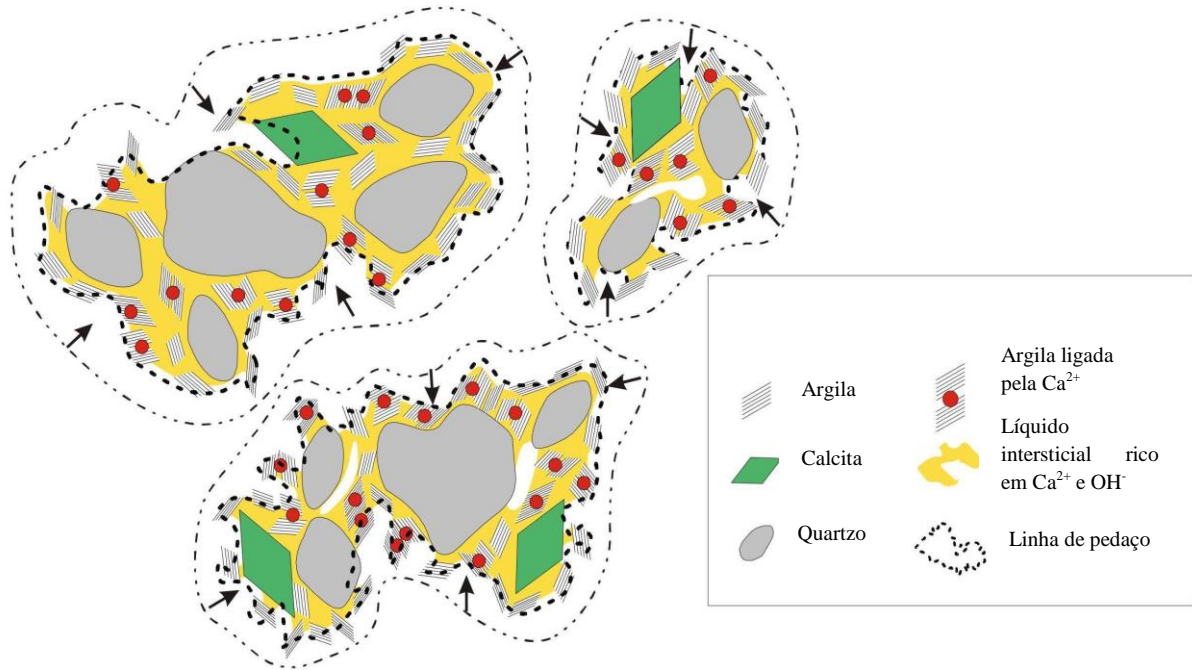 Argila
Calcita
Quartzo
Argila ligada
pela Ca²⁺
Líquido
intersticial rico
em Ca²⁺ e OH⁻
Linha de pedaço